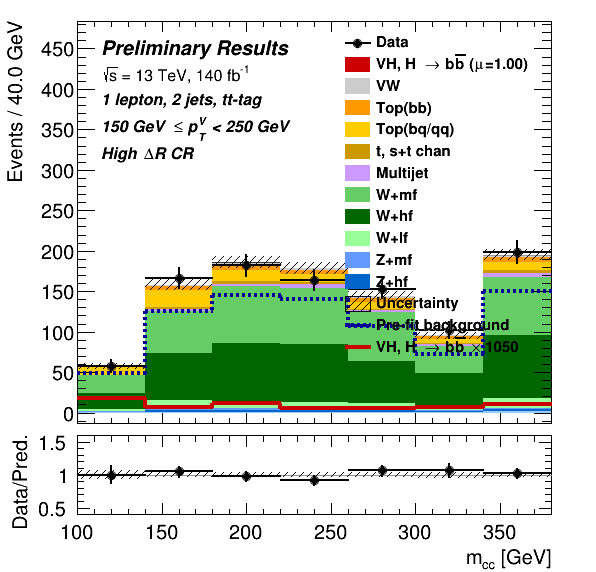 Events / 40.0 GeV
450
400
350
300
250
200
150
100
50
0
Preliminary Results
√s = 13 TeV, 140 fb⁻¹
1 lepton, 2 jets, tt-tag
150 GeV ≤ p_T^V < 250 GeV
High ΔR CR
Data
VH, H → bb̅ (μ=1.00)
VW
Top(bb)
Top(bq/qq)
t, s+t chan
Multijet
W+mf
W+hf
W+lf
Z+mf
Z+hf
Uncertainty
Pre-fit background
VH, H → bb̅ × 1050
Data/Pred.
1.5
1
0.5
100 150 200 250 300 350
m_cc [GeV]